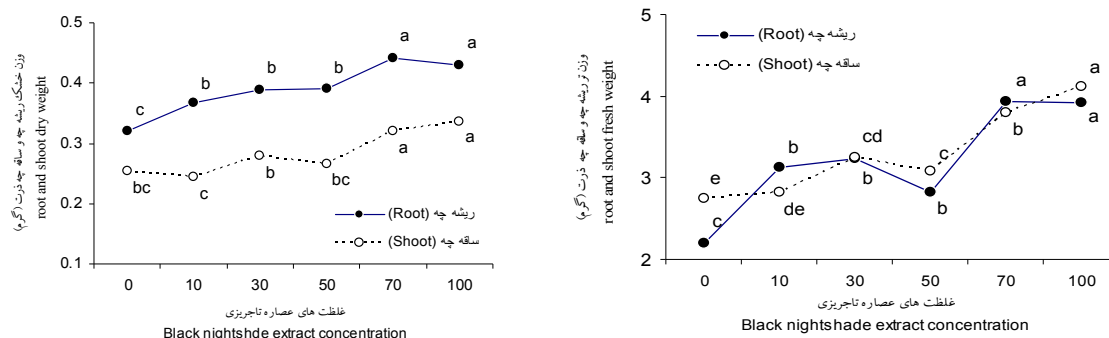 0.5
0.4
0.3
0.2
0.1
وزن خشک ریشه چه و ساقه چه ذرت (گرم)
root and shoot dry weight
c
b
b
b
a
a
bc
c
b
bc
a
a
ریشه چه (Root)
ساقه چه (Shoot)
0 10 30 50 70 100
غلظت های عصاره تاجریزی
Black nightshde extract concentration
5
4
3
2
وزن تر ریشه چه و ساقه چه ذرت (گرم)
root and shoot fresh weight
ریشه چه (Root)
ساقه چه (Shoot)
e
c
b
de
cd
b
c
b
a
b
a
a
0 10 30 50 70 100
غلظت های عصاره تاجریزی
Black nightshade extract concentration